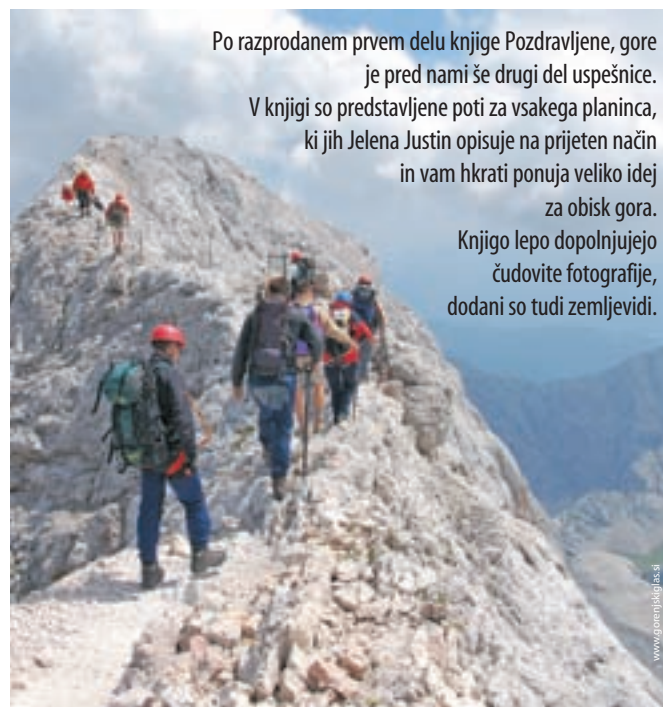 Po razprodanem prvem delu knjige Pozdravljene, gore
je pred nami še drugi del uspešnice.
V knjigi so predstavljene poti za vsakega planinca,
ki jih Jelena Justin opisuje na prijeten način
in vam hkrati ponuja veliko idej
za obisk gora.
Knjigo lepo dopolnjujejo
čudovite fotografije,
dodani so tudi zemljevidi.
www.gorenjskiglas.si